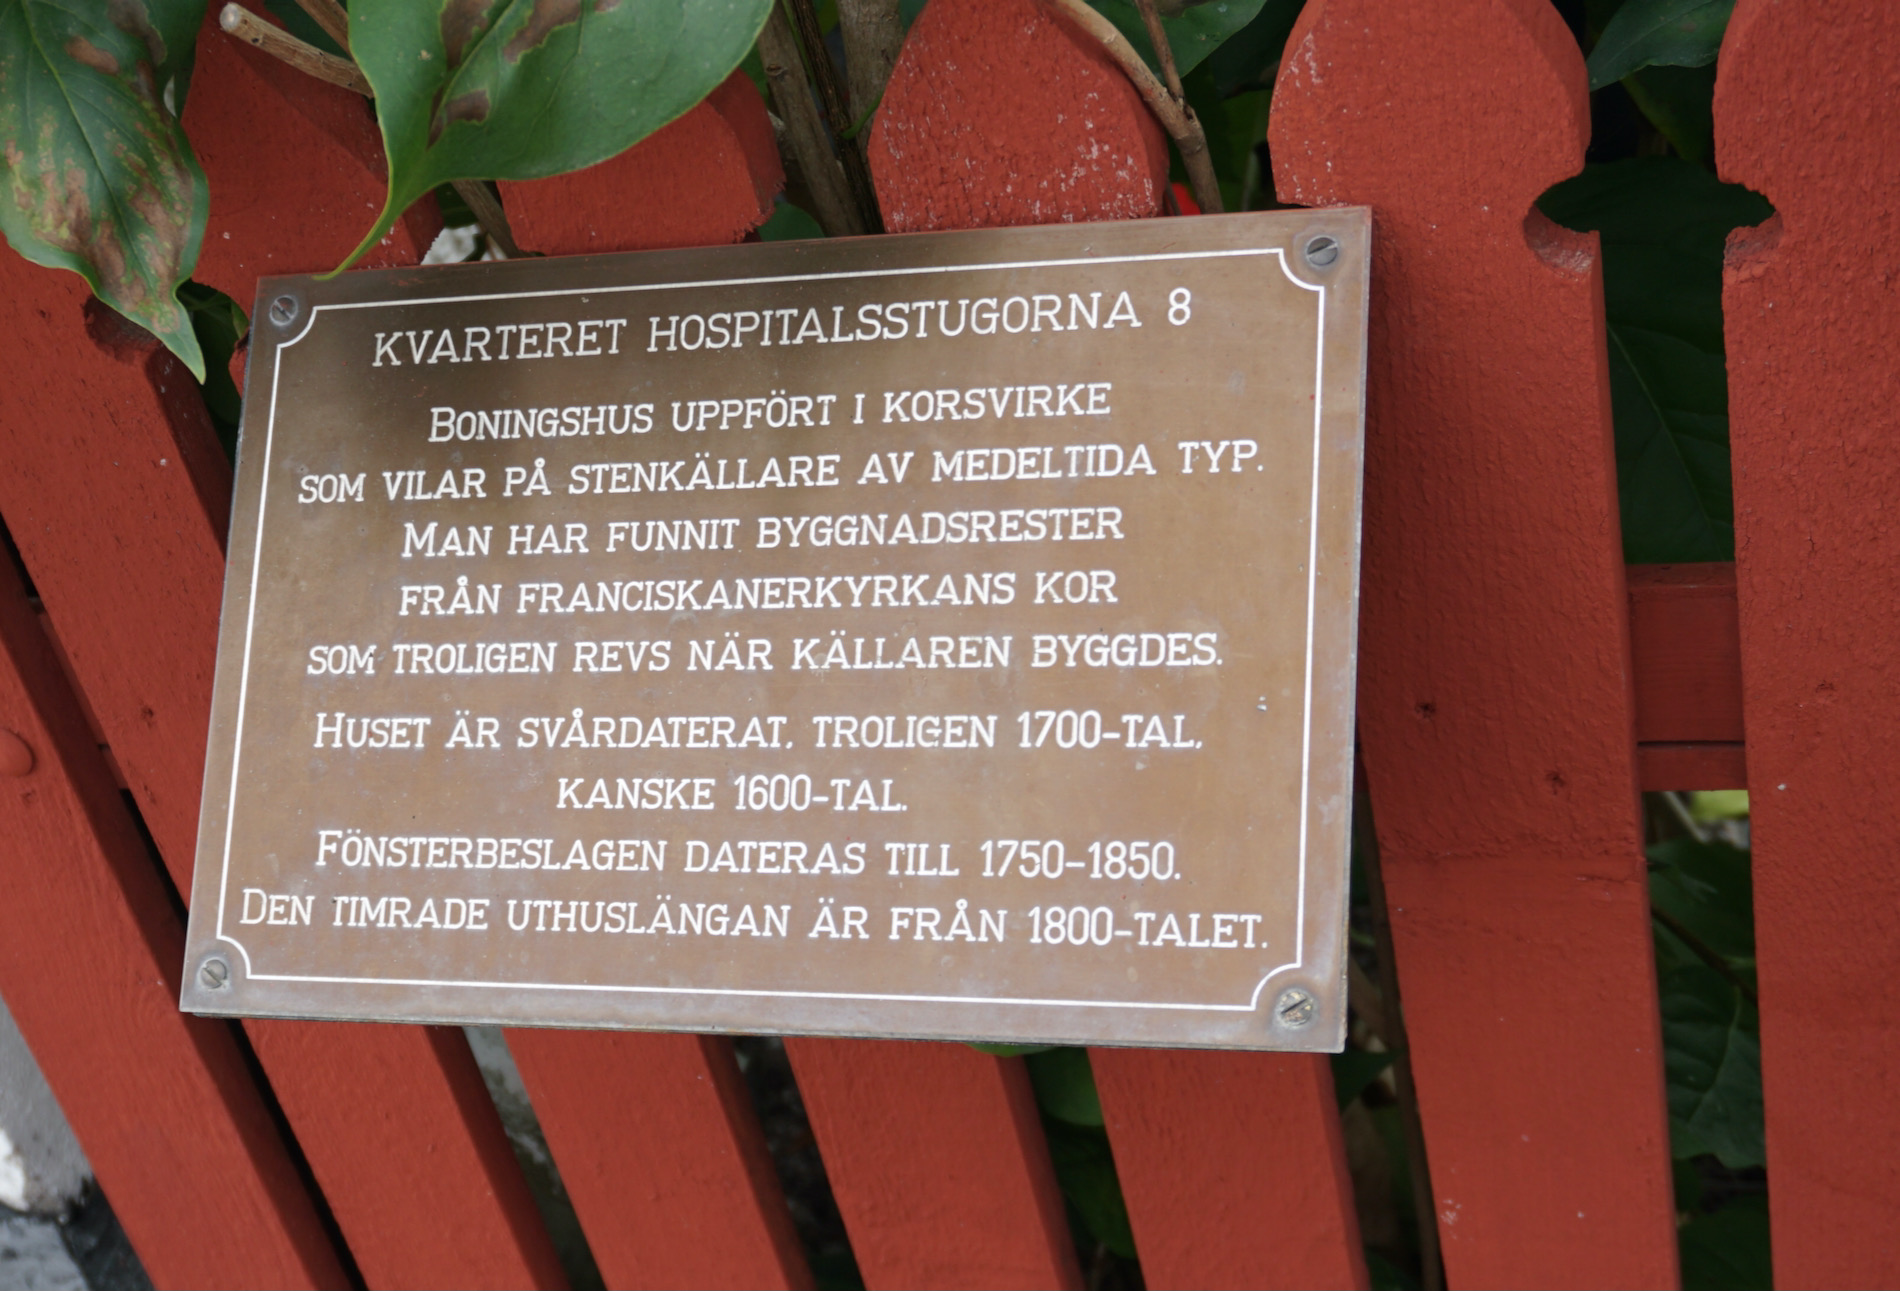 KVARTERET HOSPITALSSTUGORNA 8
BONINGSHUS UPPFÖRT I KORSVIRKE
SOM VILAR PÅ STENKÄLLARE AV MEDELTIDA TYP.
MAN HAR FUNNIT BYGGNADSRESTER
FRÅN FRANCISKANERKYRKANS KOR
SOM TROLIGEN REVS NÄR KÄLLAREN BYGGDES.
HUSET ÄR SVÅRDATERAT, TROLIGEN 1700-TAL,
KANSKE 1600-TAL.
FÖNSTERBESLAGEN DATERAS TILL 1750-1850.
DEN TIMRADE UTHUSLÄNGAN ÄR FRÅN 1800-TALET.